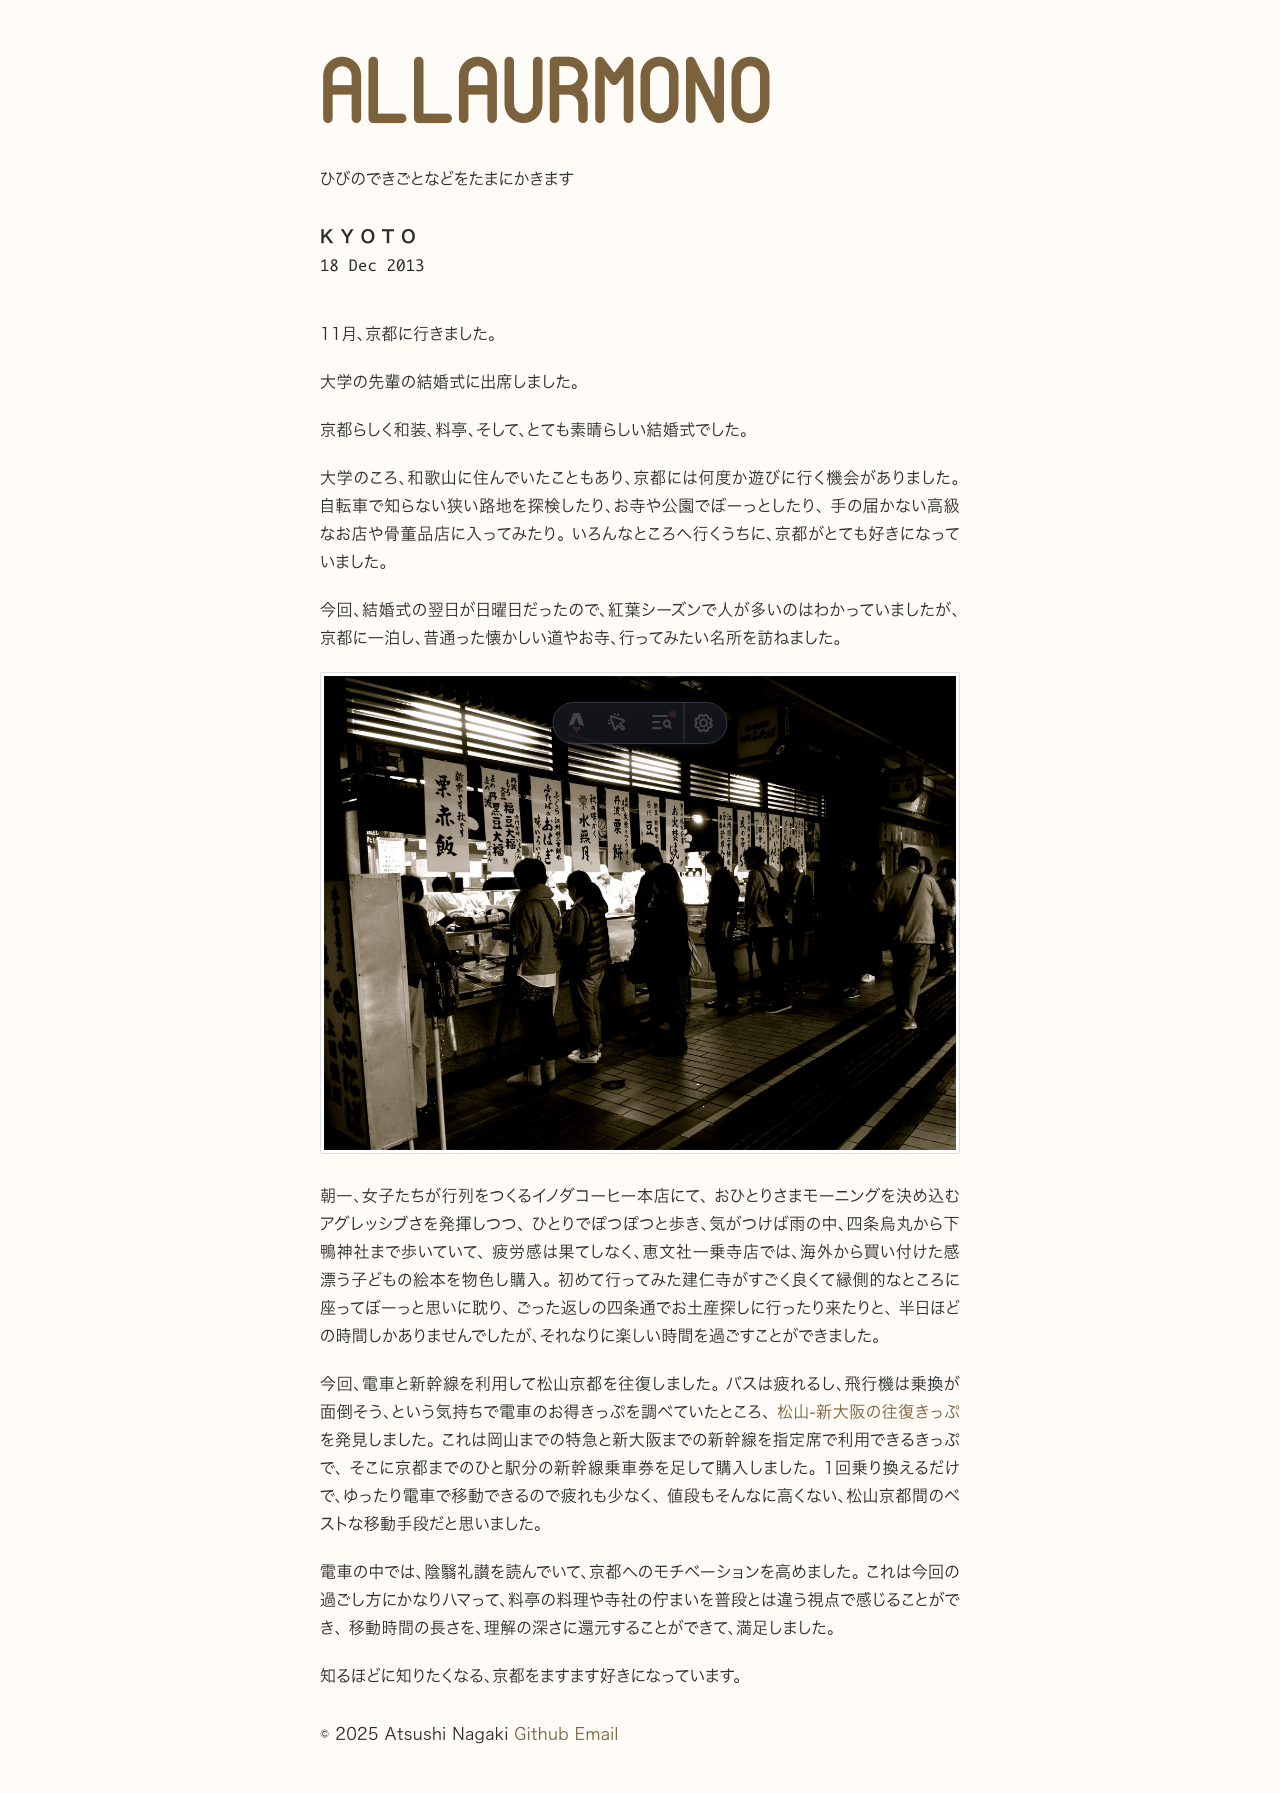 ALLAURMONO
ひびのできごとなどをたまにかきます
KYOTO
18 Dec 2013
11月、京都に行きました。
大学の先輩の結婚式に出席しました。
京都らしく和装、料亭、そして、とても素晴らしい結婚式でした。
大学のころ、和歌山に住んでいたこともあり、京都には何度か遊びに行く機会がありました。
自転車で知らない狭い路地を探検したり、お寺や公園でぼーっとしたり、 手の届かない高級
なお店や骨董品店に入ってみたり。 いろんなところへ行くうちに、京都がとても好きになって
いました。
今回、結婚式の翌日が日曜日だったので、紅葉シーズンで人が多いのはわかっていましたが、
京都に一泊し、昔通った懐かしい道やお寺、行ってみたい名所を訪ねました。
栗赤飯
福豆大福
丹波黒豆大福
おはぎ
栗水無月
丹波栗餅
朝一、女子たちが行列をつくるイノダコーヒー本店にて、 おひとりさまモーニングを決め込む
アグレッシブさを発揮しつつ、 ひとりでぽつぽつと歩き、気がつけば雨の中、四条烏丸から下
鴨神社まで歩いていて、 疲労感は果てしなく、恵文社一乗寺店では、海外から買い付けた感
漂う子どもの絵本を物色し購入。 初めて行ってみた建仁寺がすごく良くて縁側的なところに
座ってぼーっと思いに耽り、 ごった返しの四条通でお土産探しに行ったり来たりと、 半日ほど
の時間しかありませんでしたが、それなりに楽しい時間を過ごすことができました。
今回、電車と新幹線を利用して松山京都を往復しました。 バスは疲れるし、飛行機は乗換が
面倒そう、という気持ちで電車のお得きっぷを調べていたところ、 松山-新大阪の往復きっぷ
を発見しました。 これは岡山までの特急と新大阪までの新幹線を指定席で利用できるきっぷ
で、 そこに京都までのひと駅分の新幹線乗車券を足して購入しました。 1回乗り換えるだけ
で、ゆったり電車で移動できるので疲れも少なく、 値段もそんなに高くない、松山京都間のベ
ストな移動手段だと思いました。
電車の中では、陰翳礼讃を読んでいて、京都へのモチベーションを高めました。 これは今回の
過ごし方にかなりハマって、料亭の料理や寺社の佇まいを普段とは違う視点で感じることがで
き、 移動時間の長さを、理解の深さに還元することができて、満足しました。
知るほどに知りたくなる、京都をますます好きになっています。
© 2025 Atsushi Nagaki Github Email